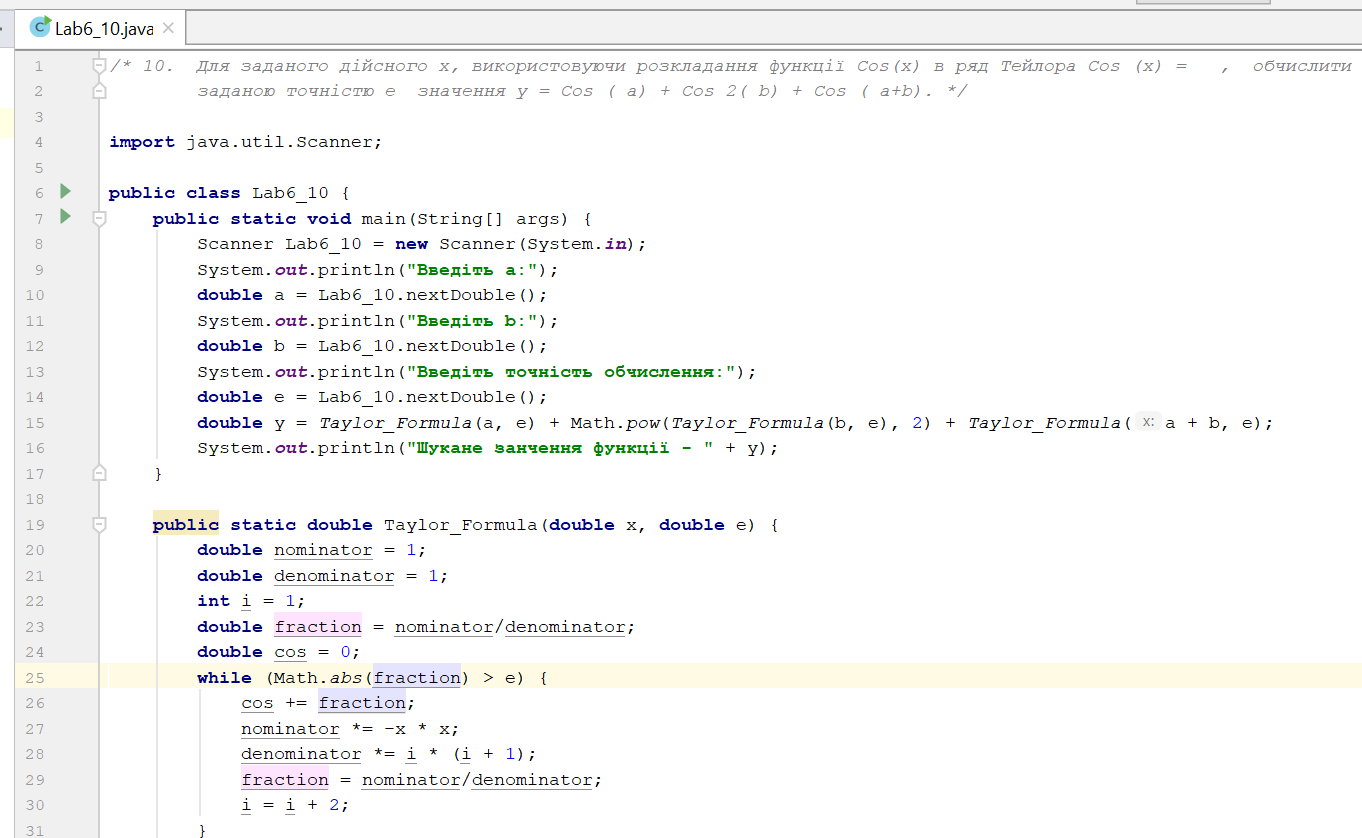 Lab6_10.java
1 /* 10. Для заданого дійсного x, використовуючи розкладання функції Cos(x) в ряд Тейлора Cos (x) = , обчислити
2 заданою точністю e значення y = Cos ( a) + Cos 2( b) + Cos ( a+b). */
3
4 import java.util.Scanner;
5
6 public class Lab6_10 {
7 public static void main(String[] args) {
8 Scanner Lab6_10 = new Scanner(System.in);
9 System.out.println("Введіть a:");
10 double a = Lab6_10.nextDouble();
11 System.out.println("Введіть b:");
12 double b = Lab6_10.nextDouble();
13 System.out.println("Введіть точність обчислення:");
14 double e = Lab6_10.nextDouble();
15 double y = Taylor_Formula(a, e) + Math.pow(Taylor_Formula(b, e), 2) + Taylor_Formula( x: a + b, e);
16 System.out.println("Шукане занчення функції - " + y);
17 }
18
19 public static double Taylor_Formula(double x, double e) {
20 double nominator = 1;
21 double denominator = 1;
22 int i = 1;
23 double fraction = nominator/denominator;
24 double cos = 0;
25 while (Math.abs(fraction) > e) {
26 cos += fraction;
27 nominator *= -x * x;
28 denominator *= i * (i + 1);
29 fraction = nominator/denominator;
30 i = i + 2;
31 }